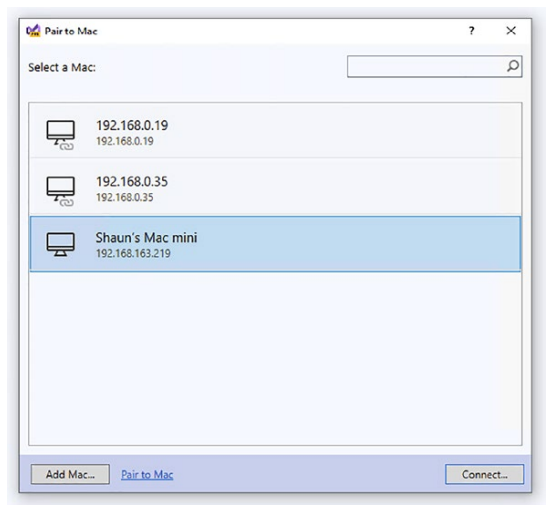 Pair to Mac
Select a Mac:
192.168.0.19
192.168.0.19
192.168.0.35
192.168.0.35
Shaun's Mac mini
192.168.163.219
Add Mac... Pair to Mac Connect...